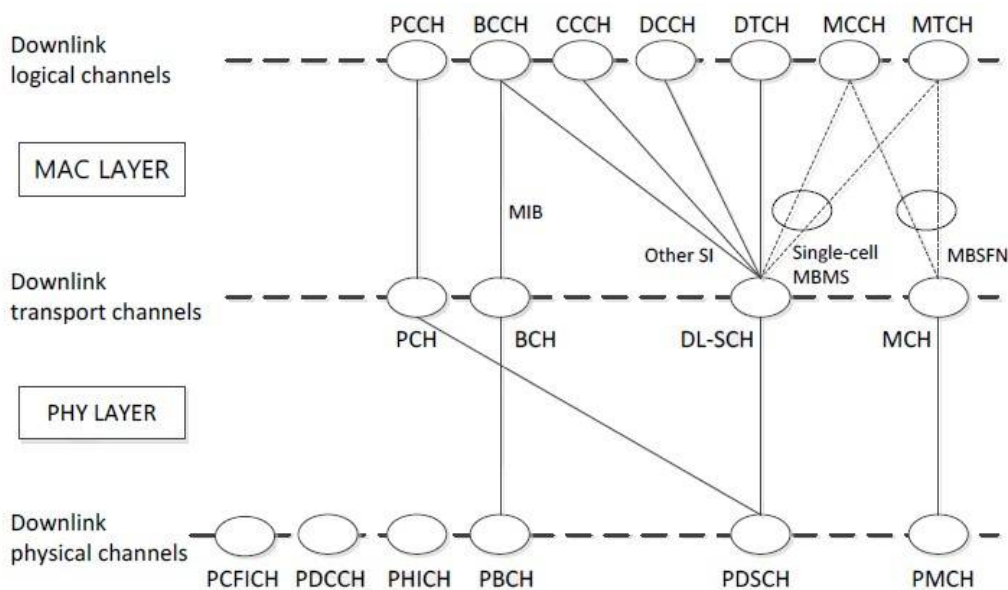 PCCH BCCH CCCH DCCH DTCH MCCH MTCH
Downlink
logical channels
MAC LAYER
MIB
Other SI
Single-cell
MBMS
MBSFN
Downlink
transport channels
PCH BCH DL-SCH MCH
PHY LAYER
Downlink
physical channels
PCFICH PDCCH PHICH PBCH PDSCH PMCH